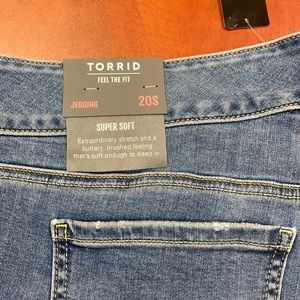 TORRID
FEEL THE FIT
JEGGING 20S
SUPER SOFT
Extraordinary stretch and a
buttery, brushed feeling
that's soft enough to sleep in.